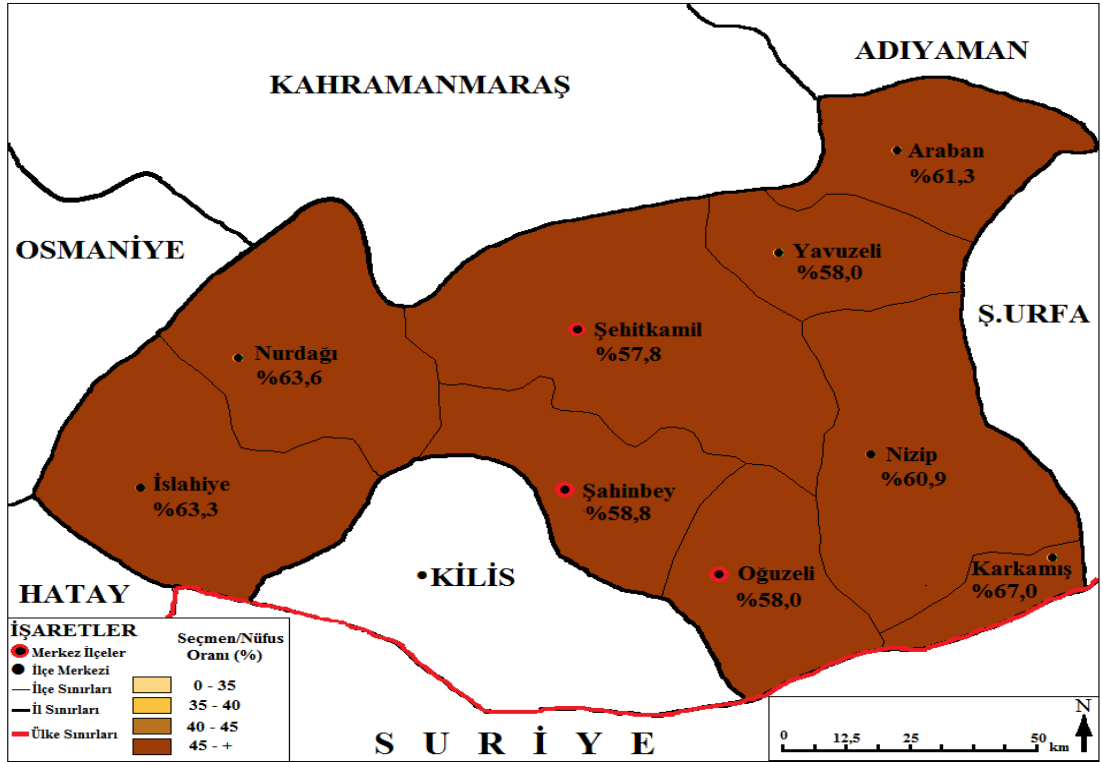 ADIYAMAN
KAHRAMANMARAŞ
Araban
%61,3
OSMANİYE
Yavuzeli
%58,0
Ş.URFA
Şehitkamil
%57,8
Nurdağı
%63,6
Nizip
%60,9
İslahiye
%63,3
Şahinbey
%58,8
Karkamış
%67,0
Oğuzeli
%58,0
KİLİS
HATAY
İŞARETLER
Merkez İlçeler
İlçe Merkezi
İlçe Sınırları
İl Sınırları
Ülke Sınırları
Seçmen/Nüfus
Oranı (%)
0 - 35
35 - 40
40 - 45
45 - +
SURİYE
N
0 12,5 25 50
km